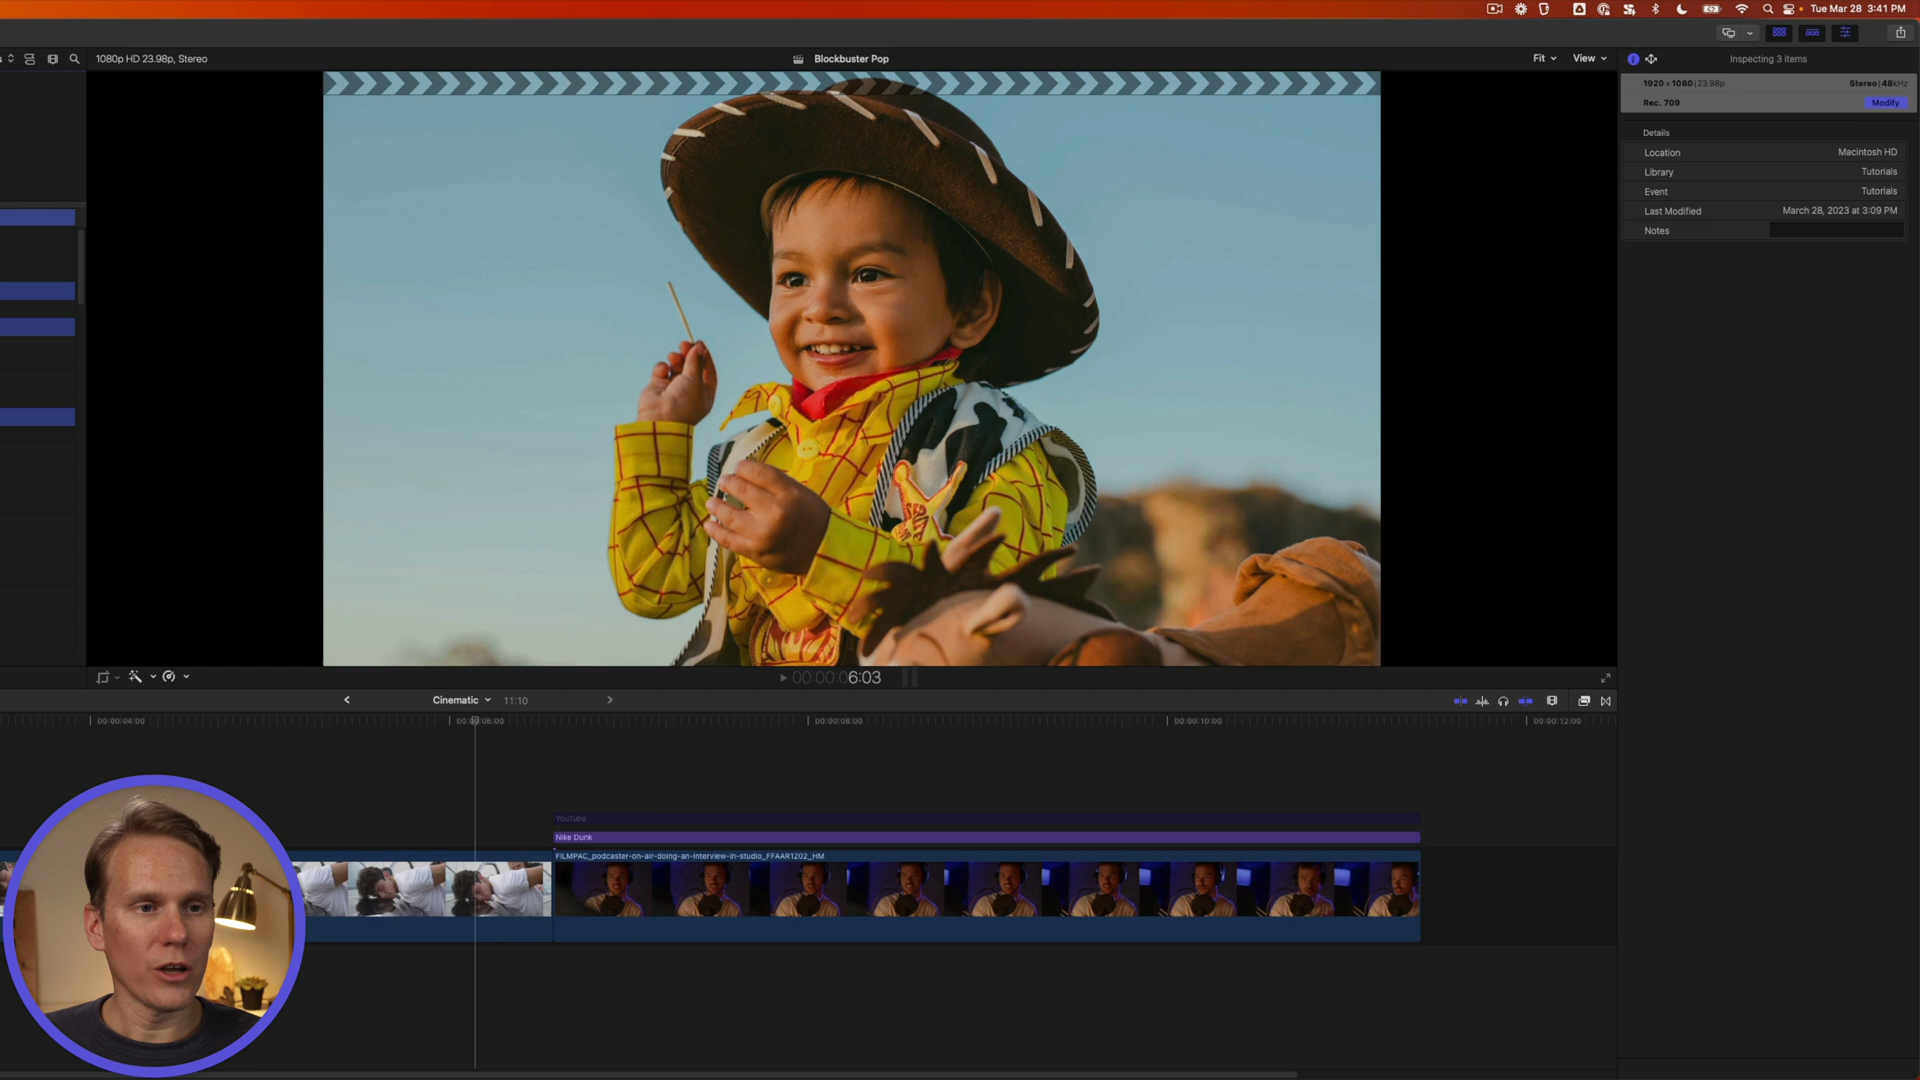 Tue Mar 28 3:41 PM
1080p HD 23.98p, Stereo
Blockbuster Pop
Fit
View
Inspecting 3 items
1920 × 1080 | 23.98p
Stereo | 48kHz
Rec. 709
Modify
Details
Location
Macintosh HD
Library
Tutorials
Event
Tutorials
Last Modified
March 28, 2023 at 3:09 PM
Notes
00:00:06:03
Cinematic
11:10
00:00:04:00
00:00:06:00
00:00:08:00
00:00:10:00
00:00:12:00
YouTube
Nike Dunk
FILMPAC_podcaster-on-air-doing-an-interview-in-studio_FFAAR1202_HM